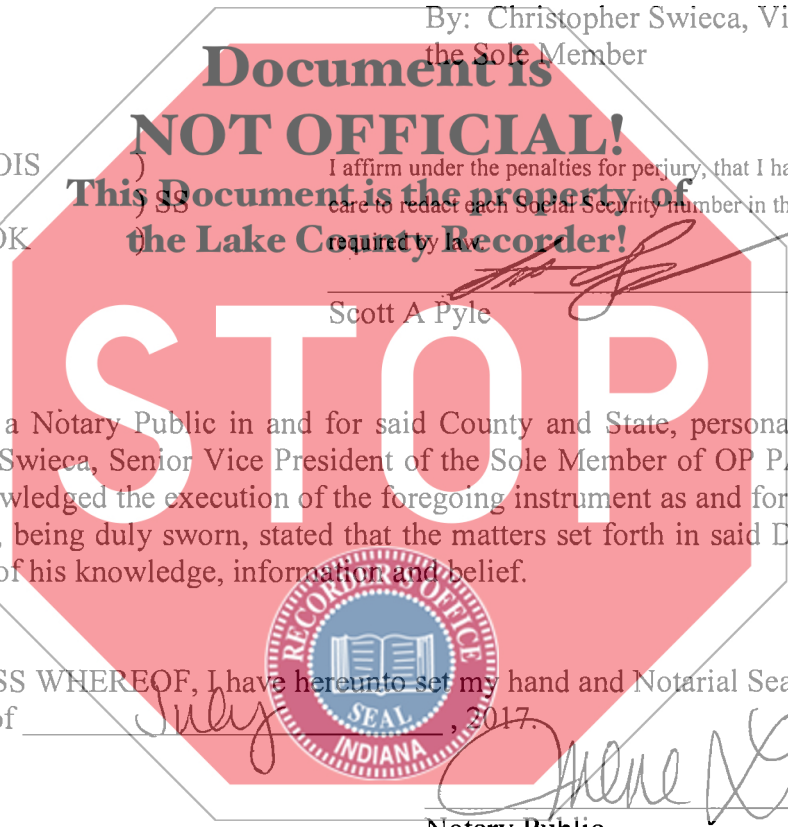 By: Christopher Swieca, Vi
the Sole Member
Document is
NOT OFFICIAL!
This Document is the property of
the Lake County Recorder!
OIS )
) SS
OK )
I affirm under the penalties for perjury, that I ha
care to redact each Social Security number in th
required by law.
Scott A Pyle
STOP
a Notary Public in and for said County and State, persona
Swieca, Senior Vice President of the Sole Member of OP PA
wledged the execution of the foregoing instrument as and for
, being duly sworn, stated that the matters set forth in said D
of his knowledge, information and belief.
RECORDER'S OFFICE
SEAL
INDIANA
SS WHEREOF, I have hereunto set my hand and Notarial Sea
of July , 2017.
Irene
Notary Public